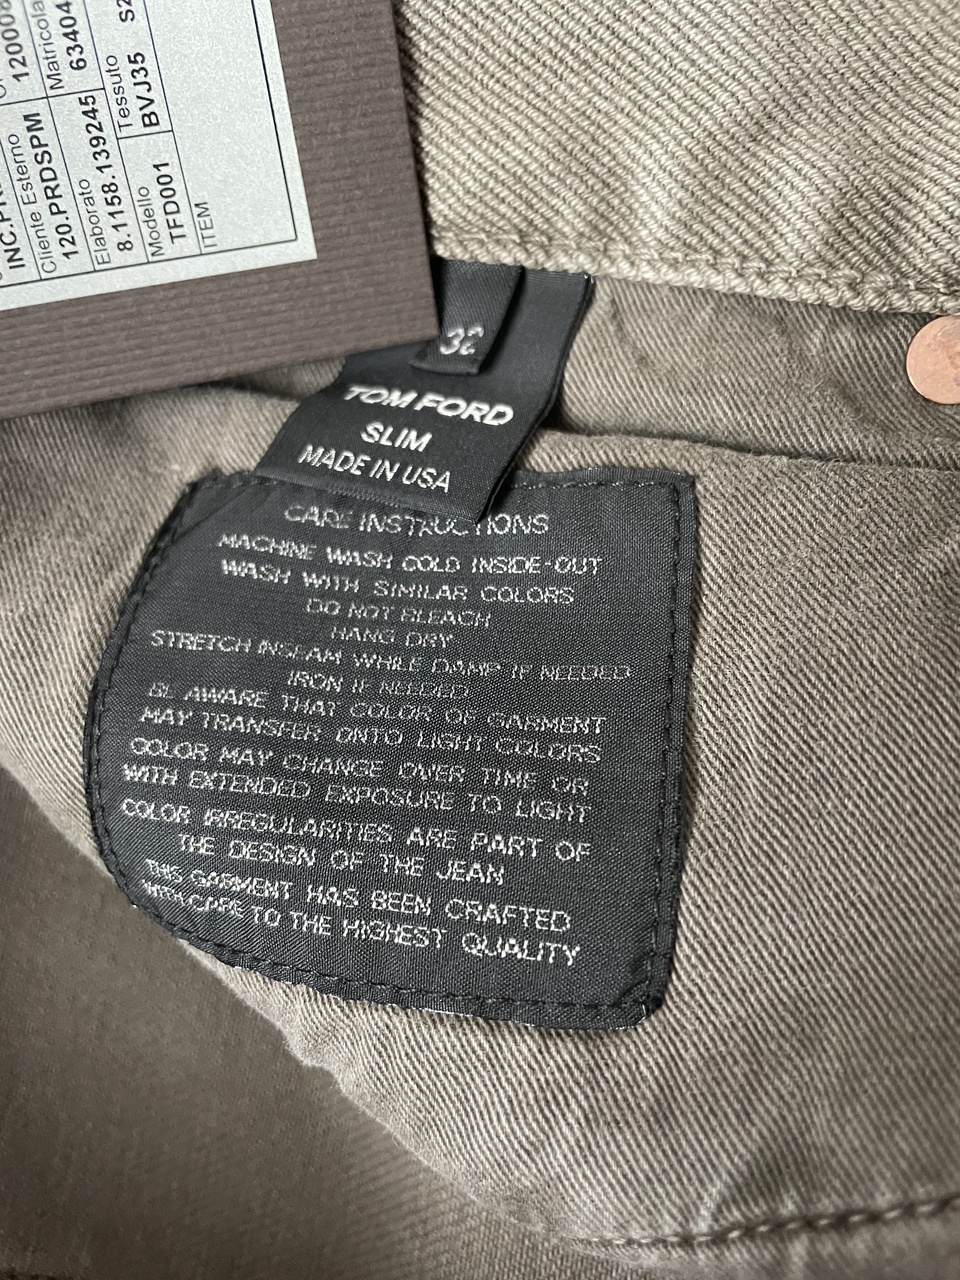 12000
INC.
Cliente Esterno
Matricola
120.PRDSPM
63404
Elaborato
8.1158.139245
Modello
Tessuto
TFD001
BVJ35
ITEM
32
TOM FORD
SLIM
MADE IN USA
CARE INSTRUCTIONS
MACHINE WASH COLD INSIDE-OUT
WASH WITH SIMILAR COLORS
DO NOT BLEACH
HANG DRY
STRETCH INSEAM WHILE DAMP IF NEEDED
IRON IF NEEDED
BE AWARE THAT COLOR OF GARMENT
MAY TRANSFER ONTO LIGHT COLORS
COLOR MAY CHANGE OVER TIME OR
WITH EXTENDED EXPOSURE TO LIGHT
COLOR IRREGULARITIES ARE PART OF
THE DESIGN OF THE JEAN
THIS GARMENT HAS BEEN CRAFTED
WITH CARE TO THE HIGHEST QUALITY